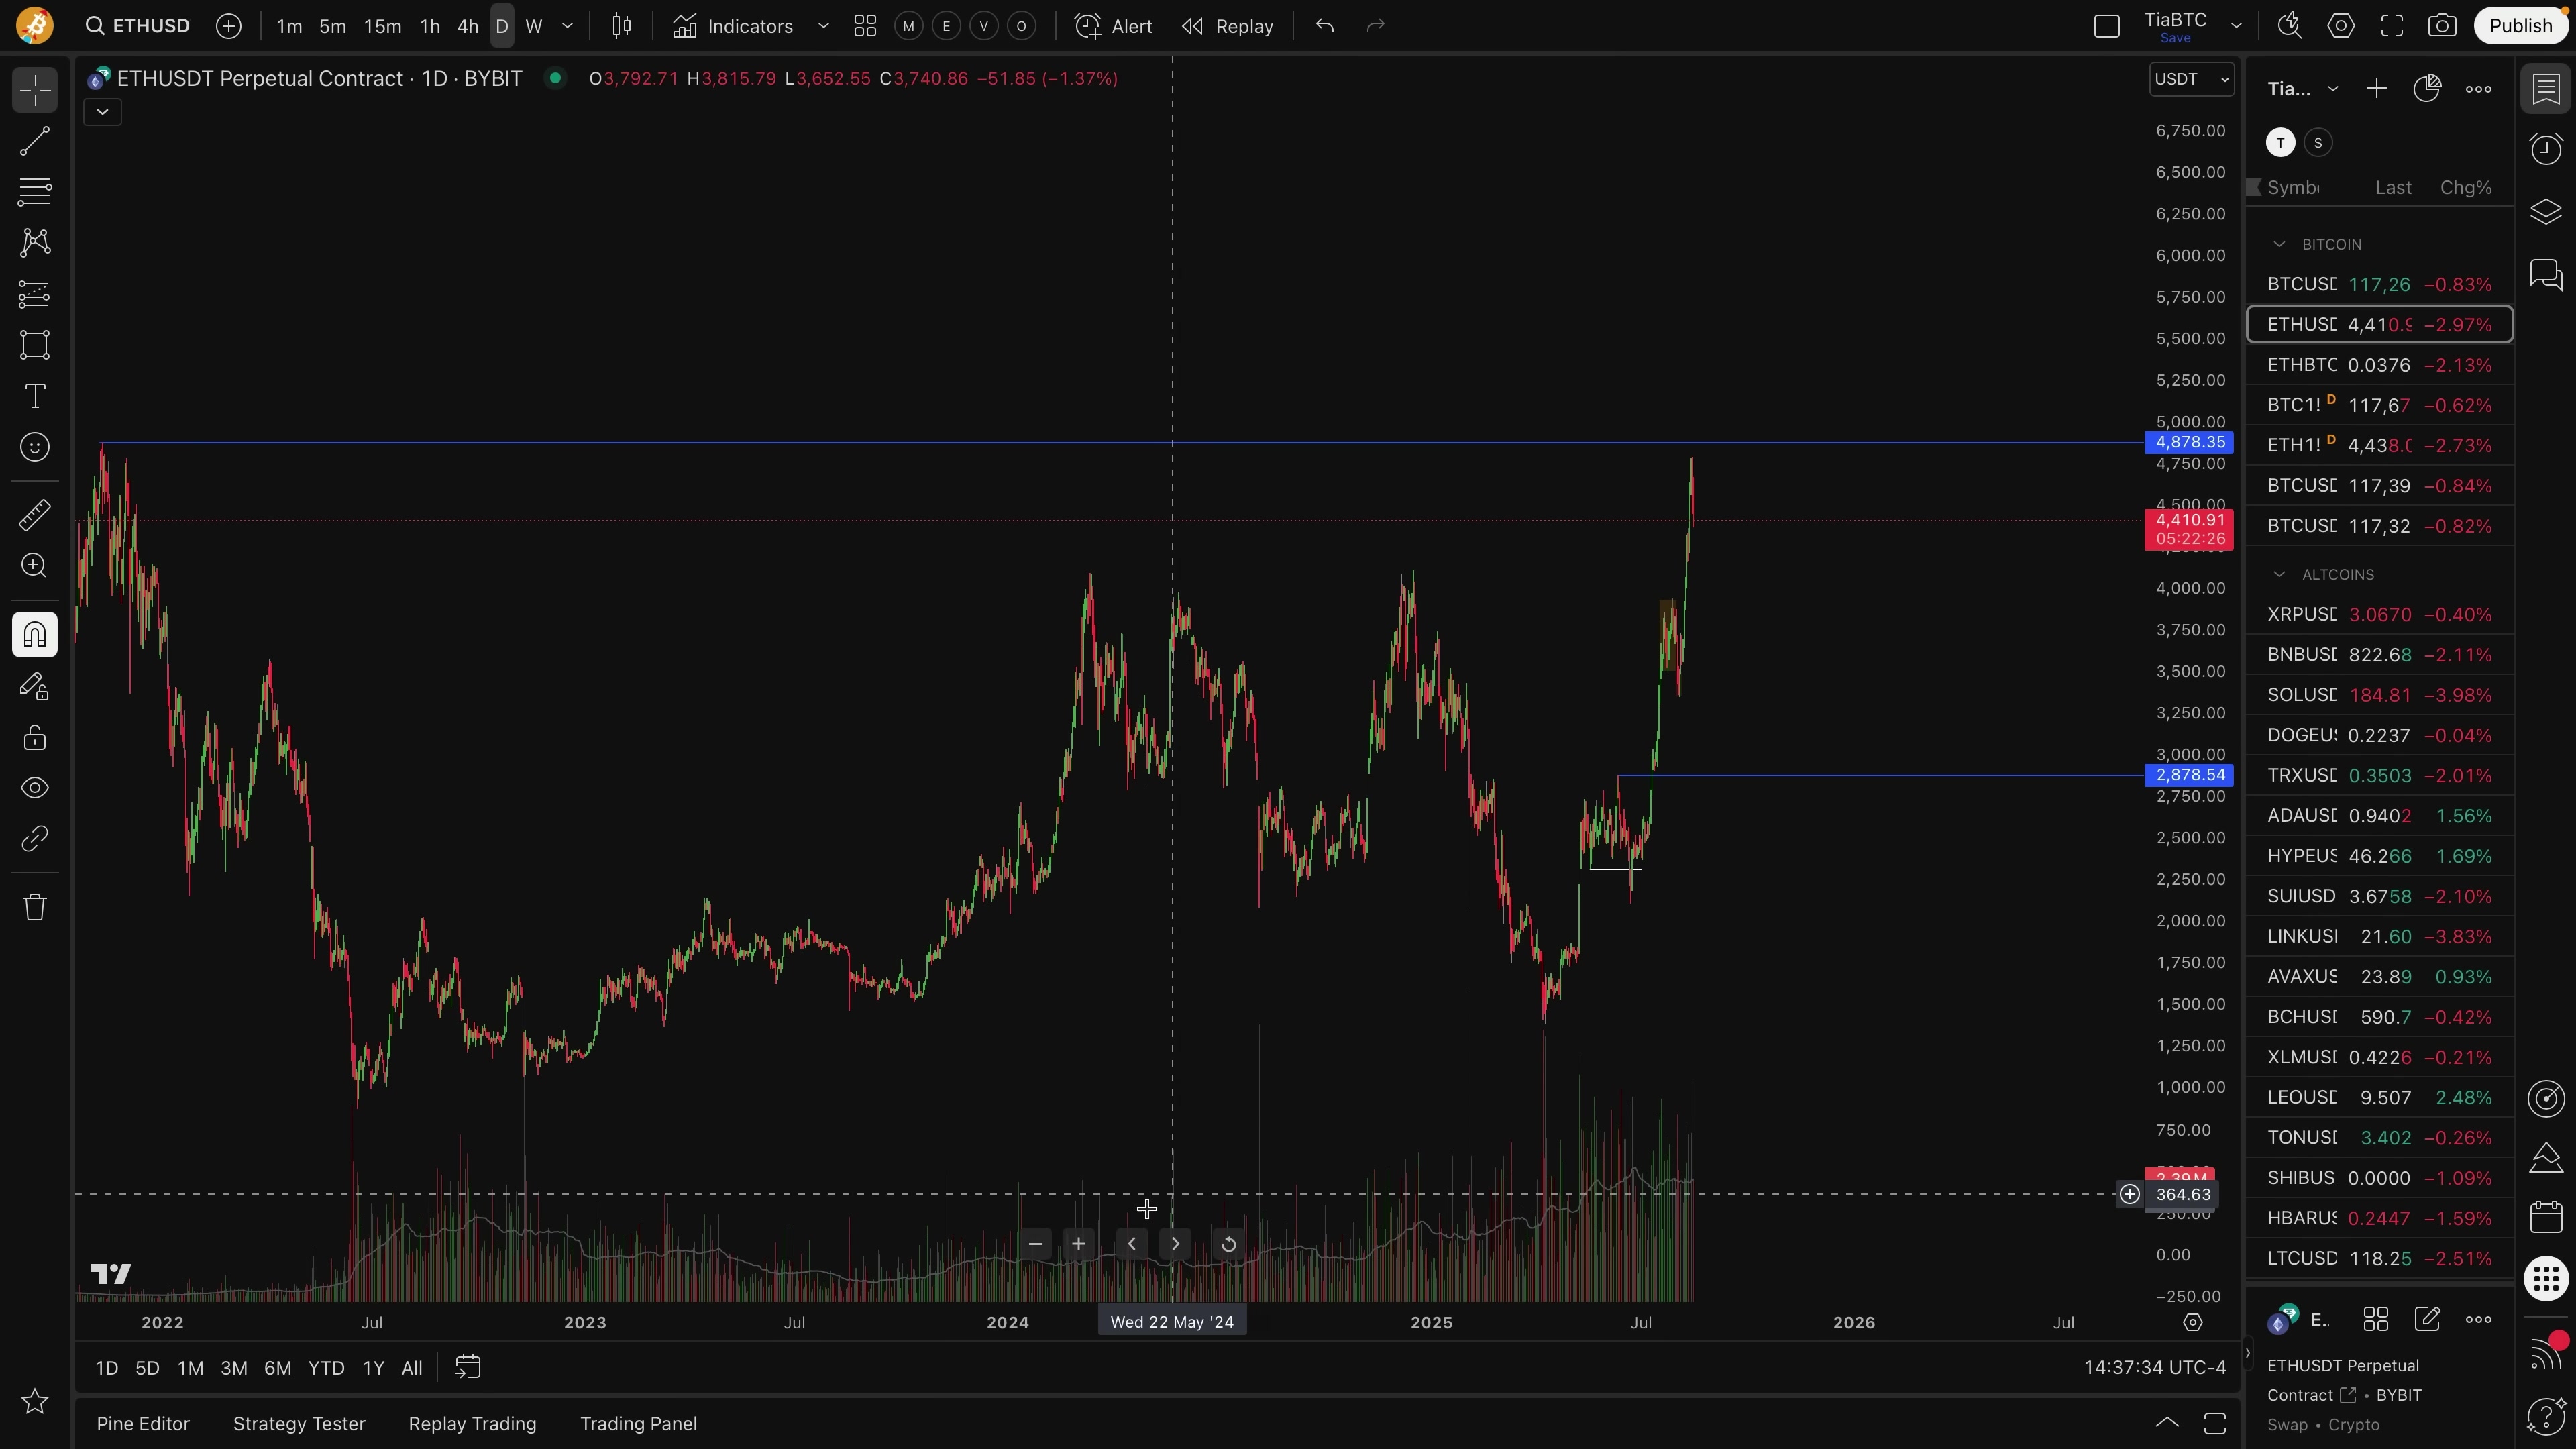 ETHUSD 1m 5m 15m 1h 4h D W Indicators M E V O Alert Replay TiaBTC Save Publish
ETHUSDT Perpetual Contract · 1D · BYBIT O3,792.71 H3,815.79 L3,652.55 C3,740.86 −51.85 (−1.37%)
USDT
6,750.00
6,500.00
6,250.00
6,000.00
5,750.00
5,500.00
5,250.00
5,000.00
4,878.35
4,750.00
4,500.00
4,410.91
05:22:26
4,000.00
3,750.00
3,500.00
3,250.00
3,000.00
2,878.54
2,750.00
2,500.00
2,250.00
2,000.00
1,750.00
1,500.00
1,250.00
1,000.00
750.00
2.39M
364.63
250.00
0.00
−250.00
2022 Jul 2023 Jul 2024 Wed 22 May '24 2025 Jul 2026 Jul
1D 5D 1M 3M 6M YTD 1Y All 14:37:34 UTC-4
Pine Editor Strategy Tester Replay Trading Trading Panel
Tia...
T S
Symb Last Chg%
BITCOIN
BTCUSD 117,26 −0.83%
ETHUSD 4,410.9 −2.97%
ETHBTC 0.0376 −2.13%
BTC1! D 117,67 −0.62%
ETH1! D 4,438.0 −2.73%
BTCUSD 117,39 −0.84%
BTCUSD 117,32 −0.82%
ALTCOINS
XRPUSD 3.0670 −0.40%
BNBUSD 822.68 −2.11%
SOLUSD 184.81 −3.98%
DOGEUS 0.2237 −0.04%
TRXUSD 0.3503 −2.01%
ADAUSD 0.9402 1.56%
HYPEUS 46.266 1.69%
SUIUSD 3.6758 −2.10%
LINKUSI 21.60 −3.83%
AVAXUS 23.89 0.93%
BCHUSD 590.7 −0.42%
XLMUSD 0.4226 −0.21%
LEOUSD 9.507 2.48%
TONUSD 3.402 −0.26%
SHIBUS 0.0000 −1.09%
HBARUS 0.2447 −1.59%
LTCUSD 118.25 −2.51%
E.
ETHUSDT Perpetual
Contract • BYBIT
Swap • Crypto